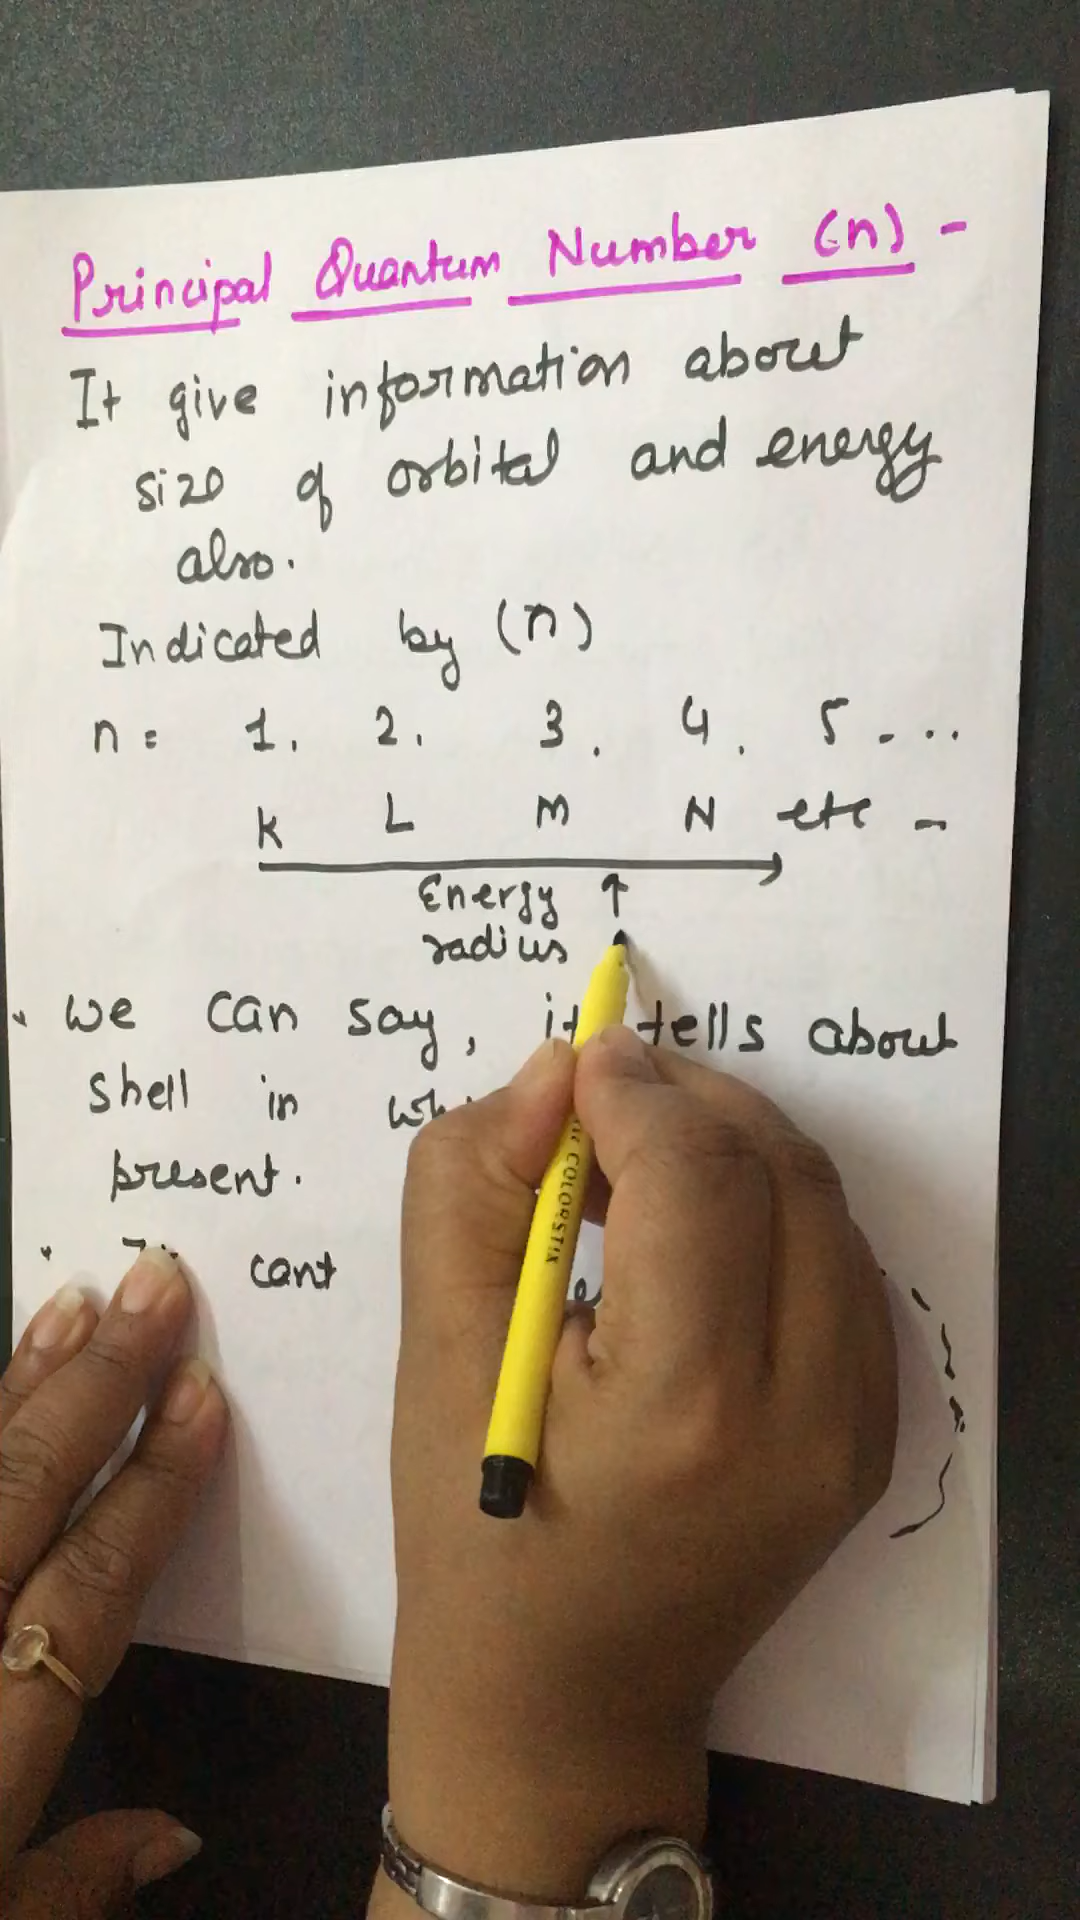 Principal Quantum Number (n) -
It give information about
size of orbital and energy
also.
Indicated by (n)
n = 1, 2, 3, 4, 5 - ...
K L M N etc -
Energy ↑
radius
• We can say, it tells about
shell in
present.
• cant
COLORSTIX